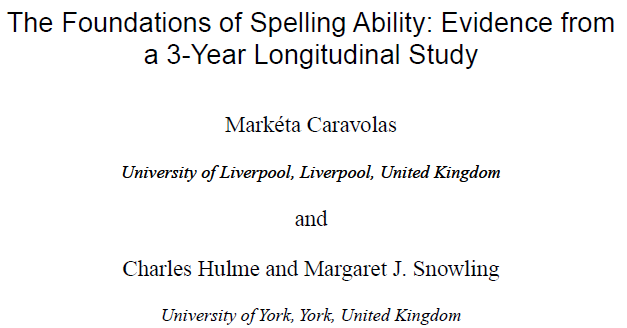 The Foundations of Spelling Ability: Evidence from
a 3-Year Longitudinal Study
Markéta Caravolas
University of Liverpool, Liverpool, United Kingdom
and
Charles Hulme and Margaret J. Snowling
University of York, York, United Kingdom